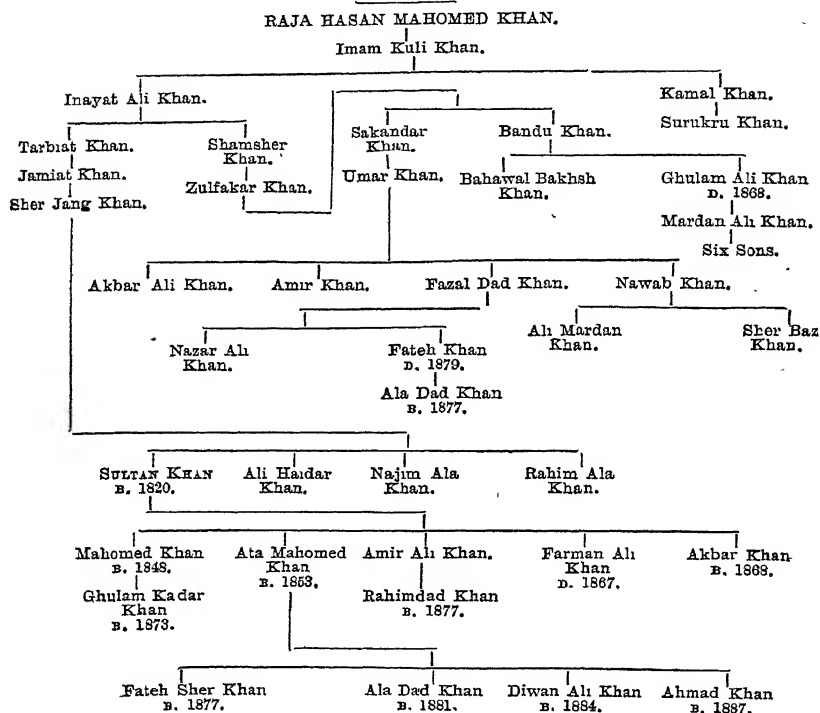 RAJA HASAN MAHOMED KHAN.
Imam Kuli Khan.
Inayat Ali Khan.
Kamal Khan.
Surukru Khan.
Tarbiat Khan.
Jamiat Khan.
Sher Jang Khan.
Shamsher
Khan.
Zulfakar Khan.
Sakandar
Khan.
Umar Khan.
Bandu Khan.
Bahawal Bakhsh
Khan.
Ghulam Ali Khan
D. 1868.
Mardan Ali Khan.
Six Sons.
Akbar Ali Khan.
Amir Khan.
Fazal Dad Khan.
Nawab Khan.
Nazar Ali
Khan.
Fateh Khan
D. 1879.
Ala Dad Khan
B. 1877.
Ali Mardan
Khan.
Sher Baz
Khan.
SULTAN KHAN
B. 1820.
Ali Haidar
Khan.
Najim Ala
Khan.
Rahim Ala
Khan.
Mahomed Khan
B. 1848.
Ghulam Kadar
Khan
B. 1873.
Ata Mahomed
Khan
B. 1853.
Amir Ali Khan.
Rahimdad Khan
B. 1877.
Farman Ali
Khan
D. 1867.
Akbar Khan
B. 1868.
Fateh Sher Khan
B. 1877.
Ala Dad Khan
B. 1881.
Diwan Ali Khan
B. 1884.
Ahmad Khan
B. 1887.